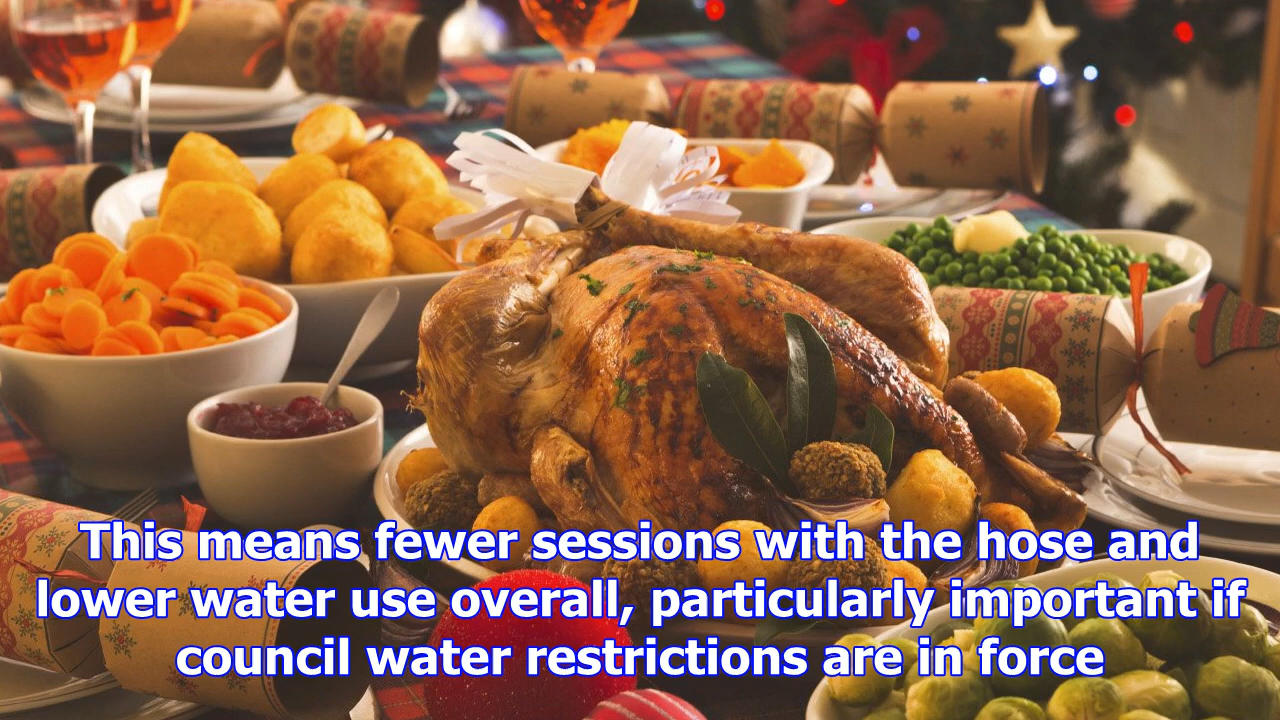 This means fewer sessions with the hose and
lower water use overall, particularly important if
council water restrictions are in force